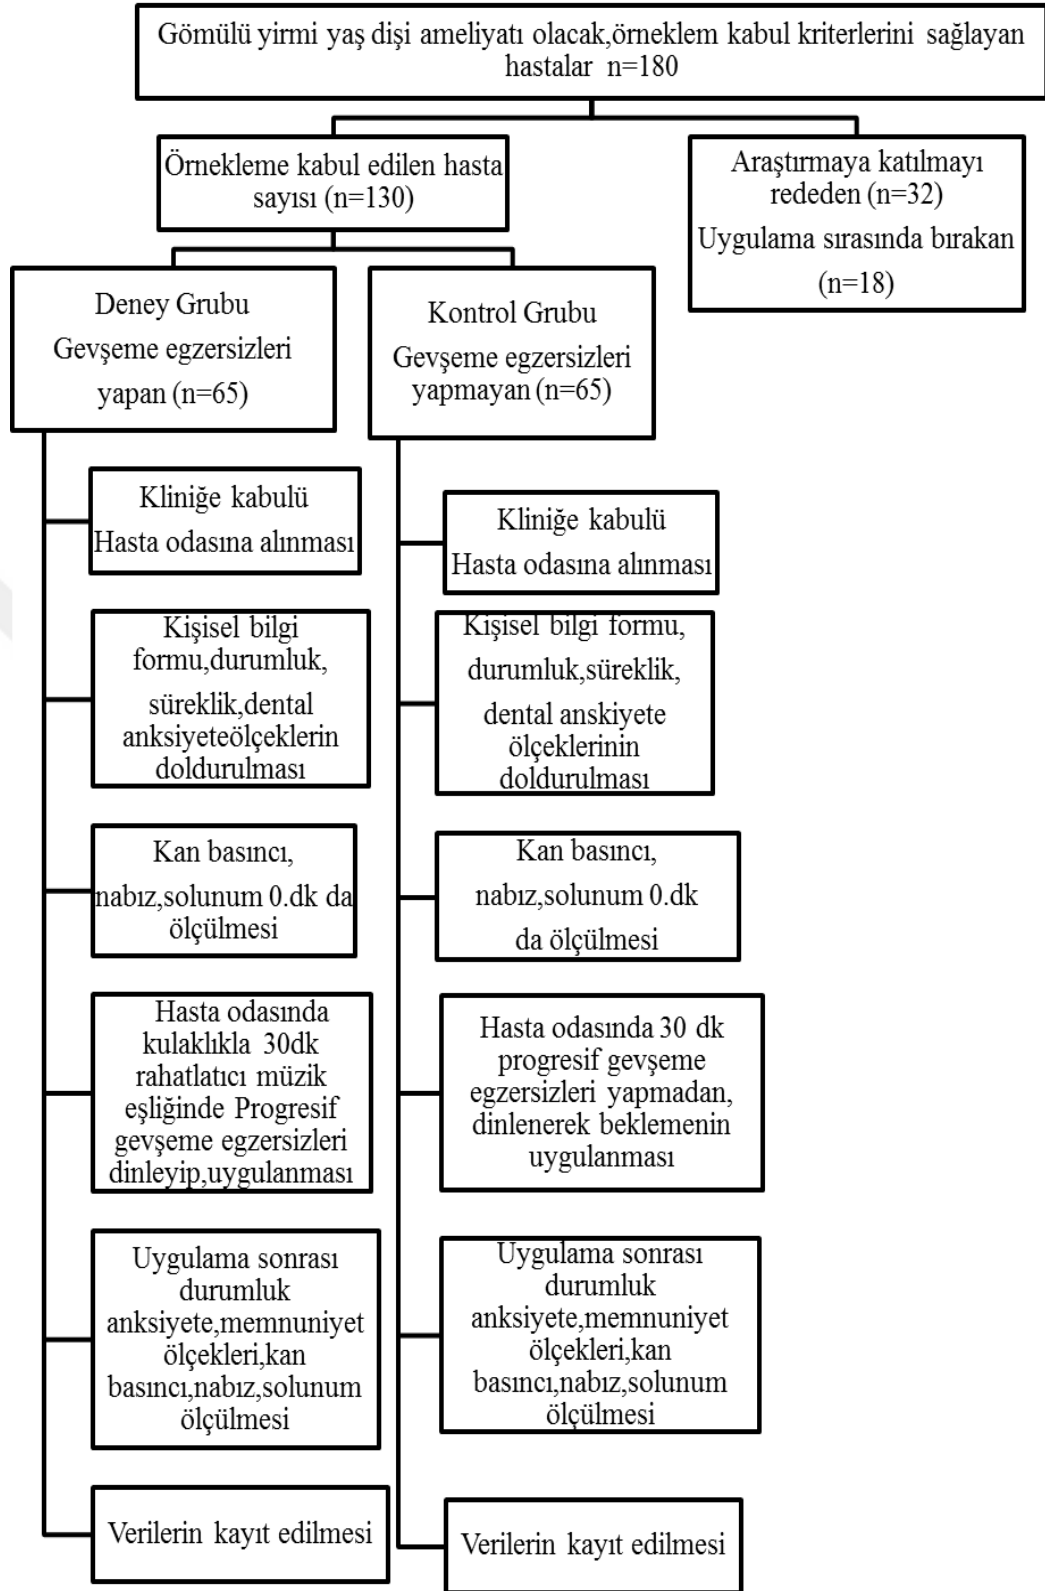 Gömülü yirmi yaş dişi ameliyatı olacak,örneklem kabul kriterlerini sağlayan
hastalar n=180
Örnekleme kabul edilen hasta
sayısı (n=130)
Araştırmaya katılmayı
rededen (n=32)
Uygulama sırasında bırakan
(n=18)
Deney Grubu
Gevşeme egzersizleri
yapan (n=65)
Kontrol Grubu
Gevşeme egzersizleri
yapmayan (n=65)
Kliniğe kabulü
Hasta odasına alınması
Kişisel bilgi
formu,durumluk,
süreklik,dental
anksiyeteölçeklerin
doldurulması
Kan basıncı,
nabız,solunum 0.dk da
ölçülmesi
Hasta odasında
kulaklıkla 30dk
rahatlatıcı müzik
eşliğinde Progresif
gevşeme egzersizleri
dinleyip,uygulanması
Uygulama sonrası
durumluk
anksiyete,memnuniyet
ölçekleri,kan
basıncı,nabız,solunum
ölçülmesi
Verilerin kayıt edilmesi
Kliniğe kabulü
Hasta odasına alınması
Kişisel bilgi formu,
durumluk,süreklik,
dental anskiyete
ölçeklerinin
doldurulması
Kan basıncı,
nabız,solunum 0.dk
da ölçülmesi
Hasta odasında 30 dk
progresif gevşeme
egzersizleri yapmadan,
dinlenerek beklemenin
uygulanması
Uygulama sonrası
durumluk
anksiyete,memnuniyet
ölçekleri,kan
basıncı,nabız,solunum
ölçülmesi
Verilerin kayıt edilmesi